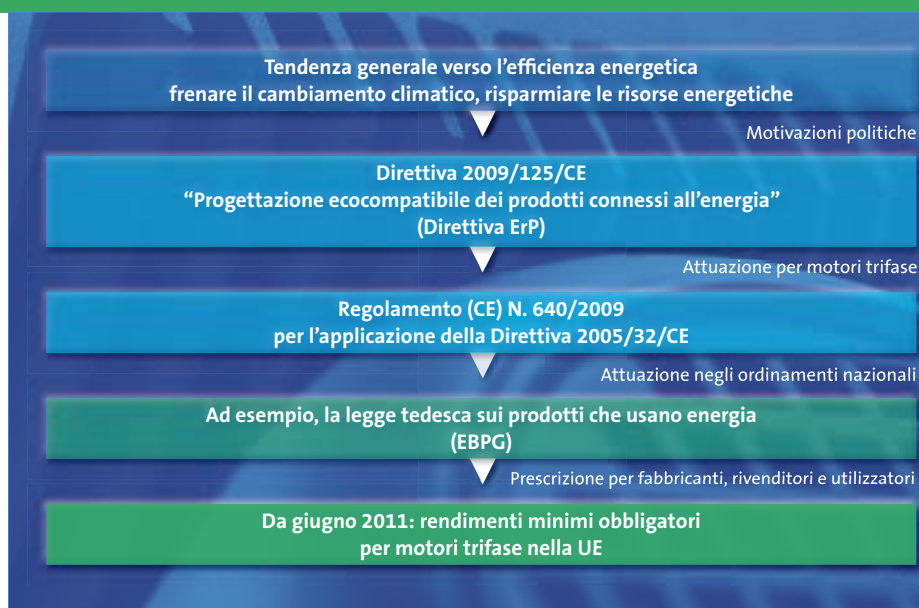 Tendenza generale verso l'efficienza energetica
frenare il cambiamento climatico, risparmiare le risorse energetiche
Motivazioni politiche
Direttiva 2009/125/CE
“Progettazione ecocompatibile dei prodotti connessi all'energia”
(Direttiva ErP)
Attuazione per motori trifase
Regolamento (CE) N. 640/2009
per l'applicazione della Direttiva 2005/32/CE
Attuazione negli ordinamenti nazionali
Ad esempio, la legge tedesca sui prodotti che usano energia
(EBPG)
Prescrizione per fabbricanti, rivenditori e utilizzatori
Da giugno 2011: rendimenti minimi obbligatori
per motori trifase nella UE